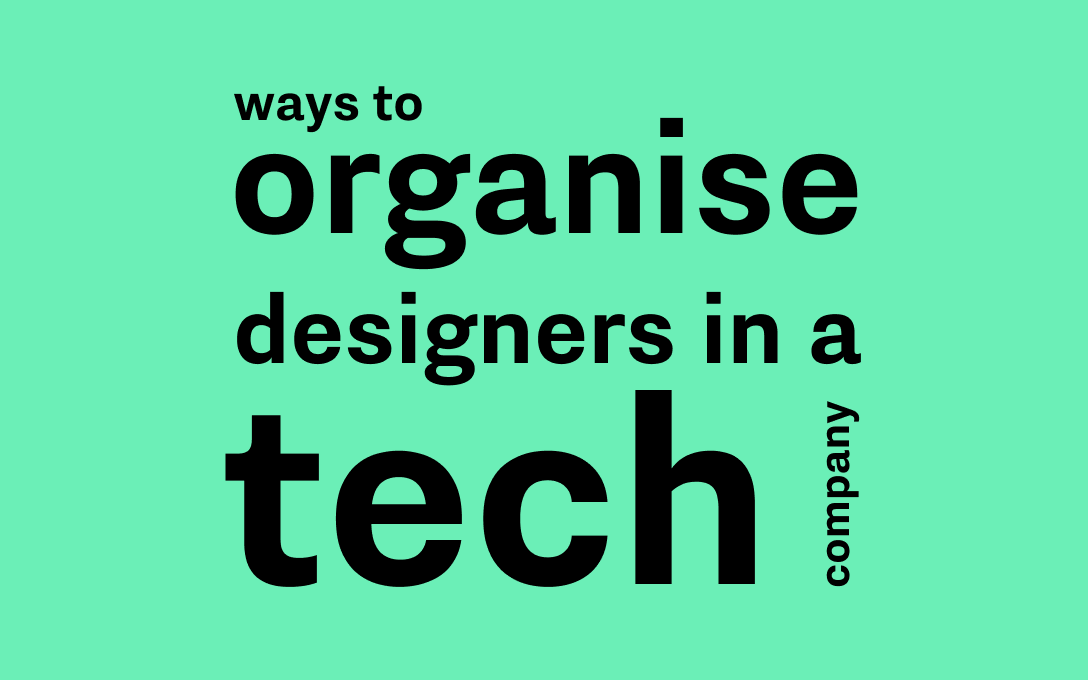 ways to
organise
designers in a
tech
company